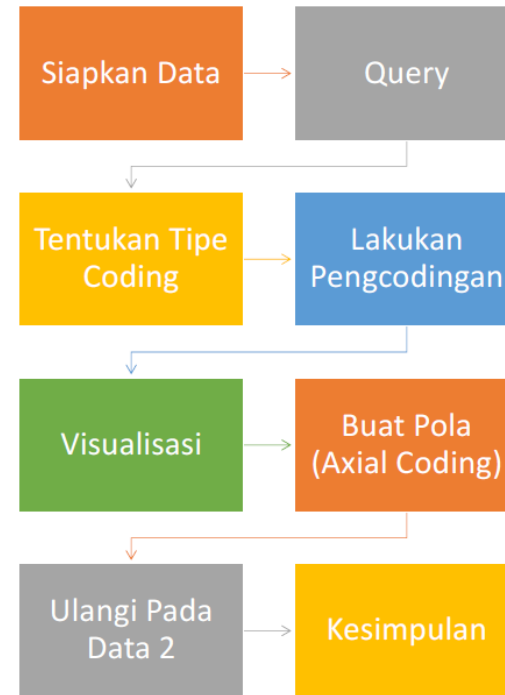 Siapkan Data
Query
Tentukan Tipe
Coding
Lakukan
Pengcodingan
Visualisasi
Buat Pola
(Axial Coding)
Ulangi Pada
Data 2
Kesimpulan